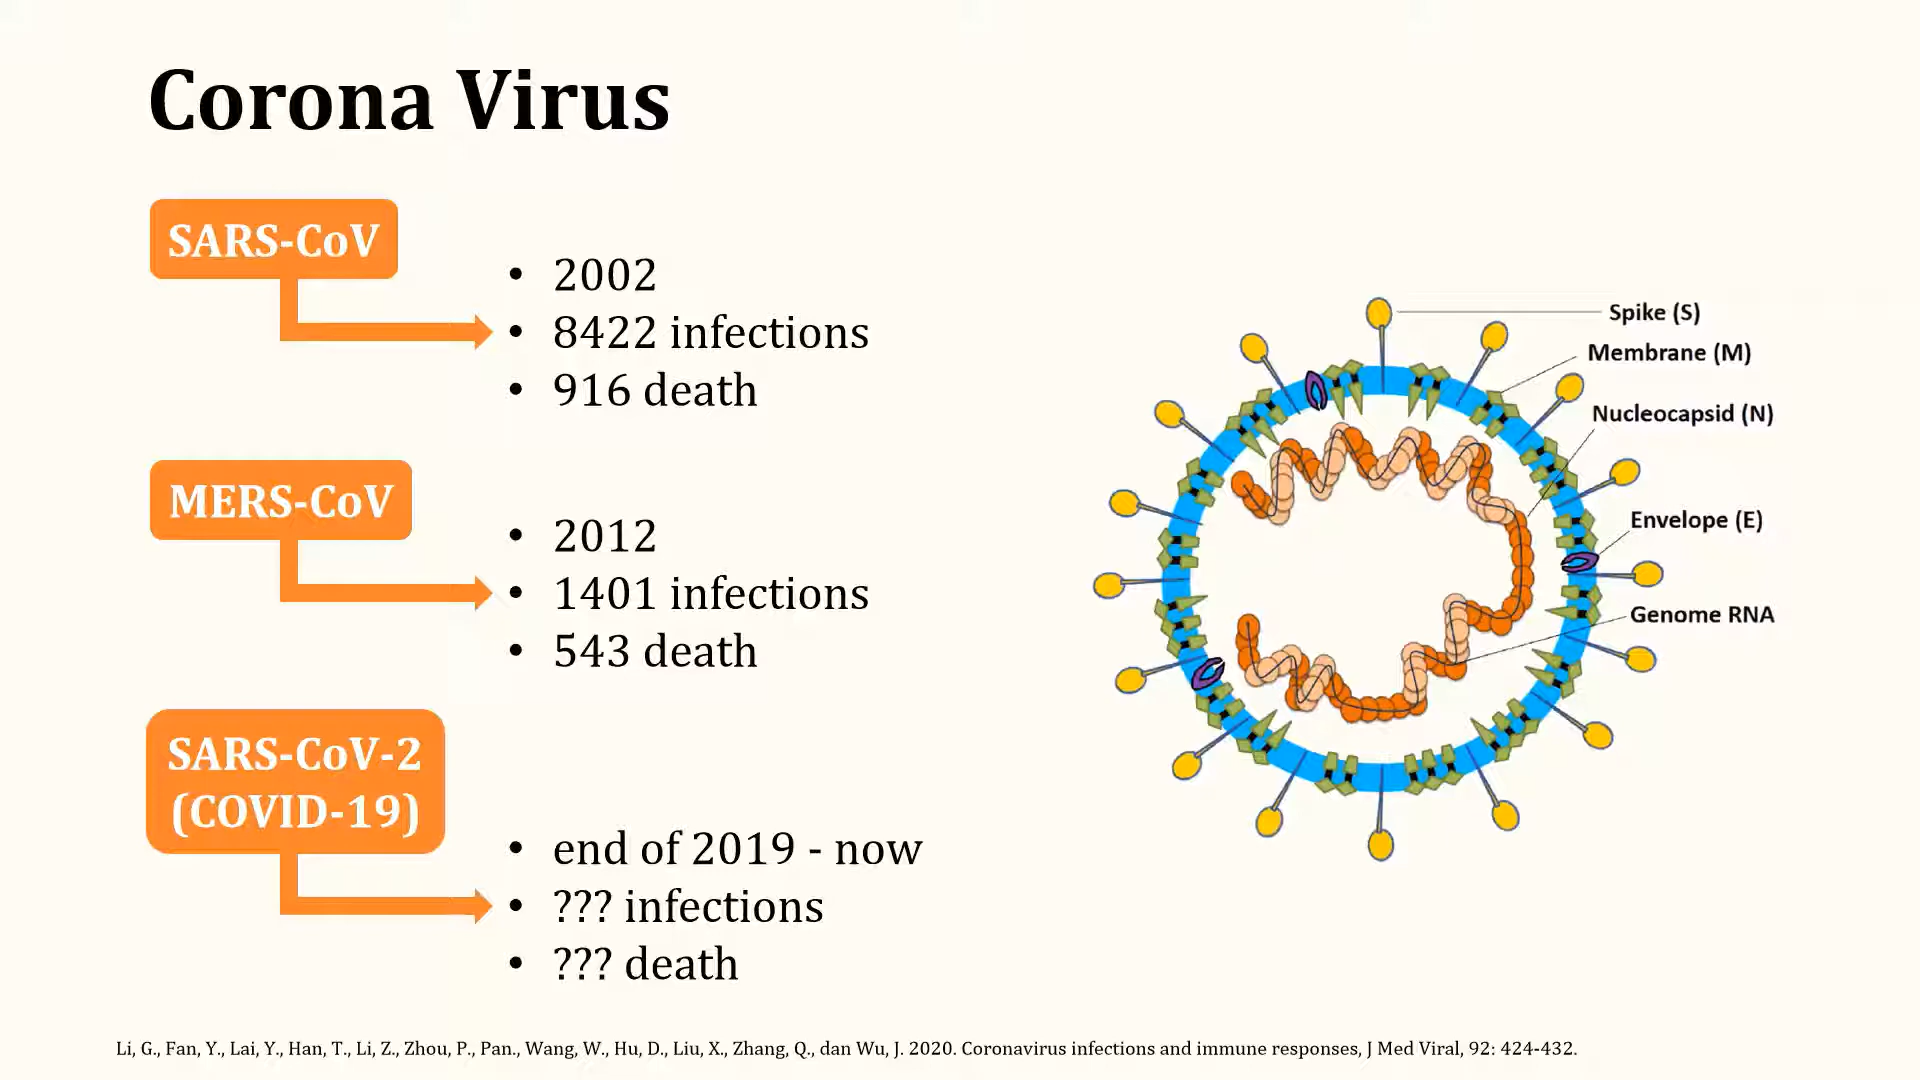 Corona Virus
SARS-CoV
• 2002
• 8422 infections
• 916 death
MERS-CoV
• 2012
• 1401 infections
• 543 death
SARS-CoV-2
(COVID-19)
• end of 2019 - now
• ??? infections
• ??? death
Spike (S)
Membrane (M)
Nucleocapsid (N)
Envelope (E)
Genome RNA
Li, G., Fan, Y., Lai, Y., Han, T., Li, Z., Zhou, P., Pan., Wang, W., Hu, D., Liu, X., Zhang, Q., dan Wu, J. 2020. Coronavirus infections and immune responses, J Med Viral, 92: 424-432.